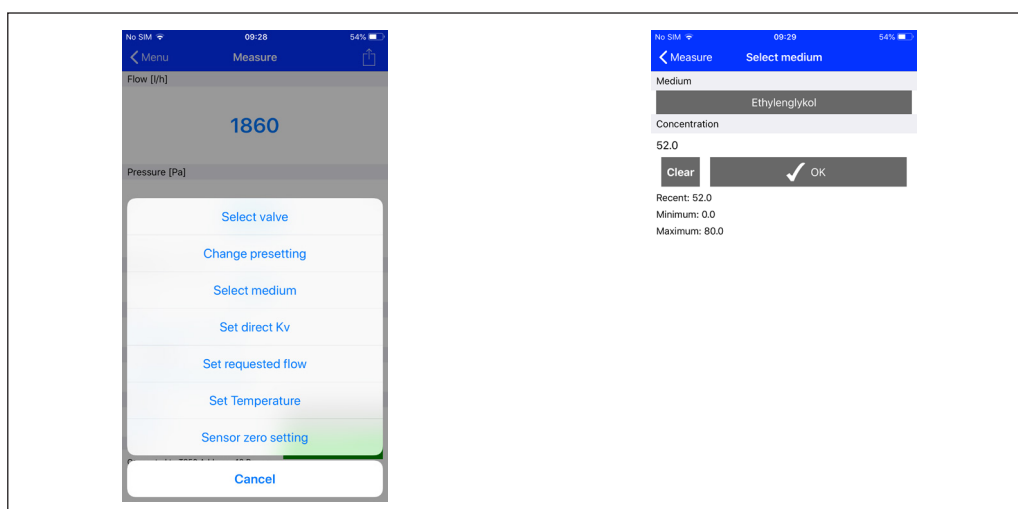 No SIM 09:28 54%
Menu Measure
Flow [l/h]
1860
Pressure [Pa]
Select valve
Change presetting
Select medium
Set direct Kv
Set requested flow
Set Temperature
Sensor zero setting
Cancel
No SIM 09:29 54%
Measure Select medium
Medium
Ethylenglykol
Concentration
52.0
Clear OK
Recent: 52.0
Minimum: 0.0
Maximum: 80.0